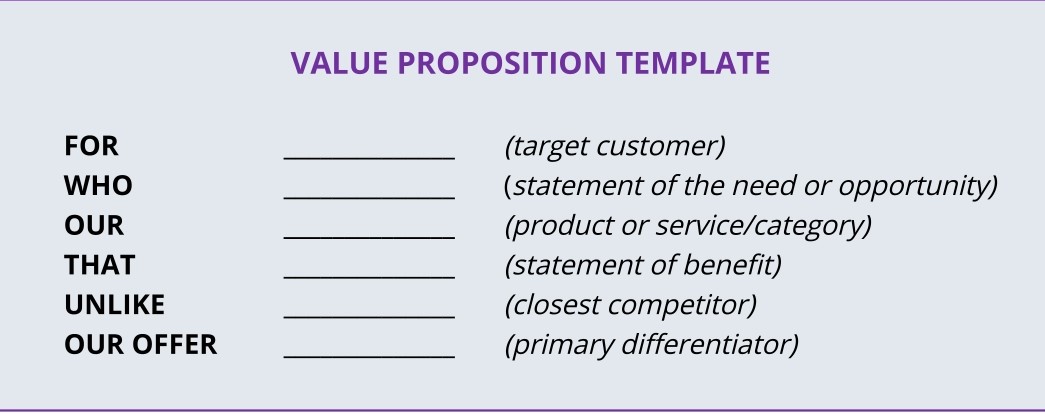 VALUE PROPOSITION TEMPLATE
FOR ______________ (target customer)
WHO ______________ (statement of the need or opportunity)
OUR ______________ (product or service/category)
THAT ______________ (statement of benefit)
UNLIKE ______________ (closest competitor)
OUR OFFER ______________ (primary differentiator)